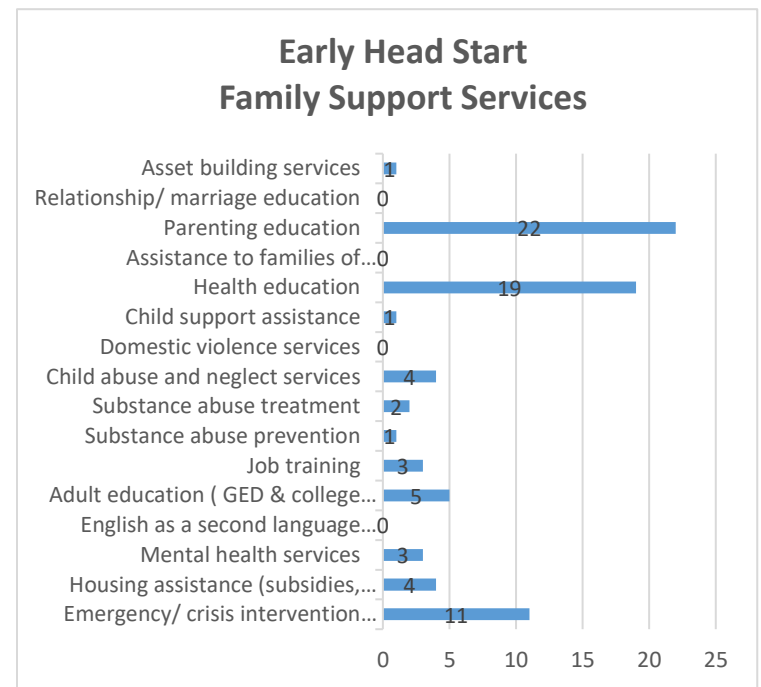 Early Head Start
Family Support Services
Asset building services 1
Relationship/ marriage education 0
Parenting education 22
Assistance to families of… 0
Health education 19
Child support assistance 1
Domestic violence services 0
Child abuse and neglect services 4
Substance abuse treatment 2
Substance abuse prevention 1
Job training 3
Adult education ( GED & college… 5
English as a second language… 0
Mental health services 3
Housing assistance (subsidies,… 4
Emergency/ crisis intervention… 11
0 5 10 15 20 25